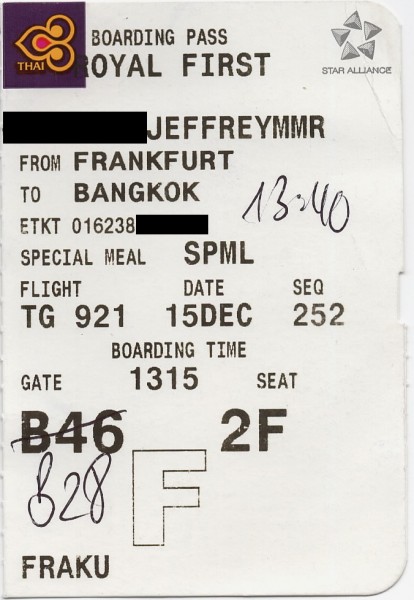 THAI
BOARDING PASS
ROYAL FIRST
STAR ALLIANCE
JEFFREYMMR
FROM FRANKFURT
TO BANGKOK
13:40
ETKT 016238
SPECIAL MEAL SPML
FLIGHT DATE SEQ
TG 921 15DEC 252
BOARDING TIME
GATE 1315 SEAT
B46 2F
B28
F
FRAKU